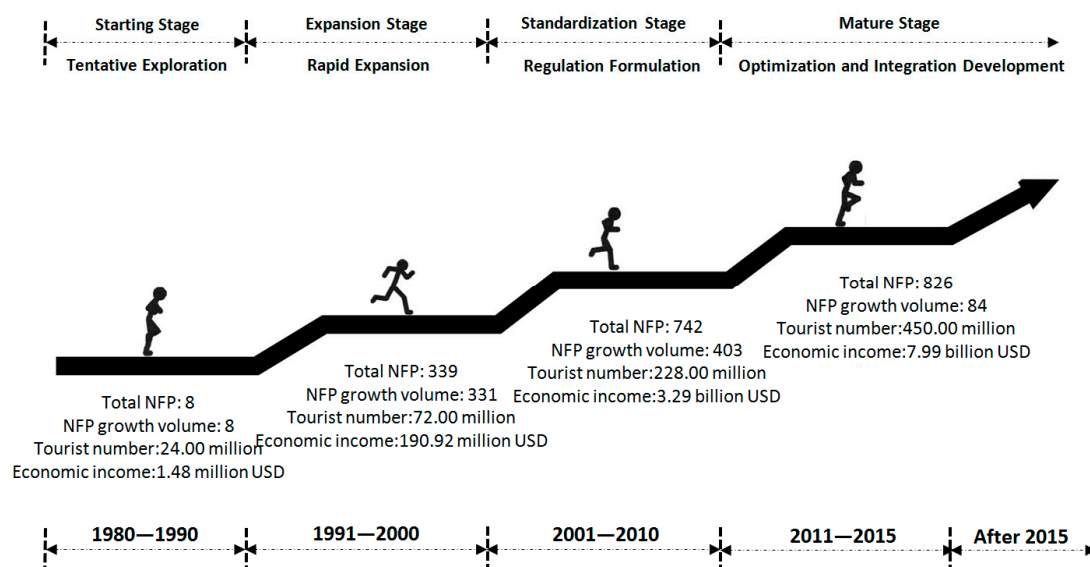 Starting Stage
Expansion Stage
Standardization Stage
Mature Stage
Tentative Exploration
Rapid Expansion
Regulation Formulation
Optimization and Integration Development
Total NFP: 8
NFP growth volume: 8
Tourist number:24.00 million
Economic income:1.48 million USD
Total NFP: 339
NFP growth volume: 331
Tourist number:72.00 million
Economic income:190.92 million USD
Total NFP: 742
NFP growth volume: 403
Tourist number:228.00 million
Economic income:3.29 billion USD
Total NFP: 826
NFP growth volume: 84
Tourist number:450.00 million
Economic income:7.99 billion USD
1980—1990
1991—2000
2001—2010
2011—2015
After 2015